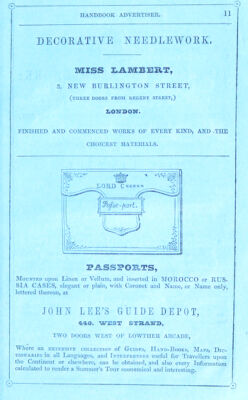 HANDBOOK ADVERTISER. 11
DECORATIVE NEEDLEWORK.
MISS LAMBERT,
3, NEW BURLINGTON STREET,
(THREE DOORS FROM REGENT STREET,)
LONDON.
FINISHED AND COMMENCED WORKS OF EVERY KIND, AND THE
CHOICEST MATERIALS.
LORD
Passe-port.
PASSPORTS,
MOUNTED upon Linen or Vellum, and inserted in MOROCCO or RUS-
SIA CASES, elegant or plain, with Coronet and Name, or Name only,
lettered thereon, at
JOHN LEE'S GUIDE DEPOT,
440, WEST STRAND,
TWO DOORS WEST OF LOWTHER ARCADE,
Where an EXTENSIVE COLLECTION of GUIDES, HAND-BOOKS, MAPS, DIC-
TIONARIES in all Languages, and INTERPRETERS useful for Travellers upon
the Continent or elsewhere, can be obtained, and also every Information
calculated to render a Summer's Tour economical and interesting.